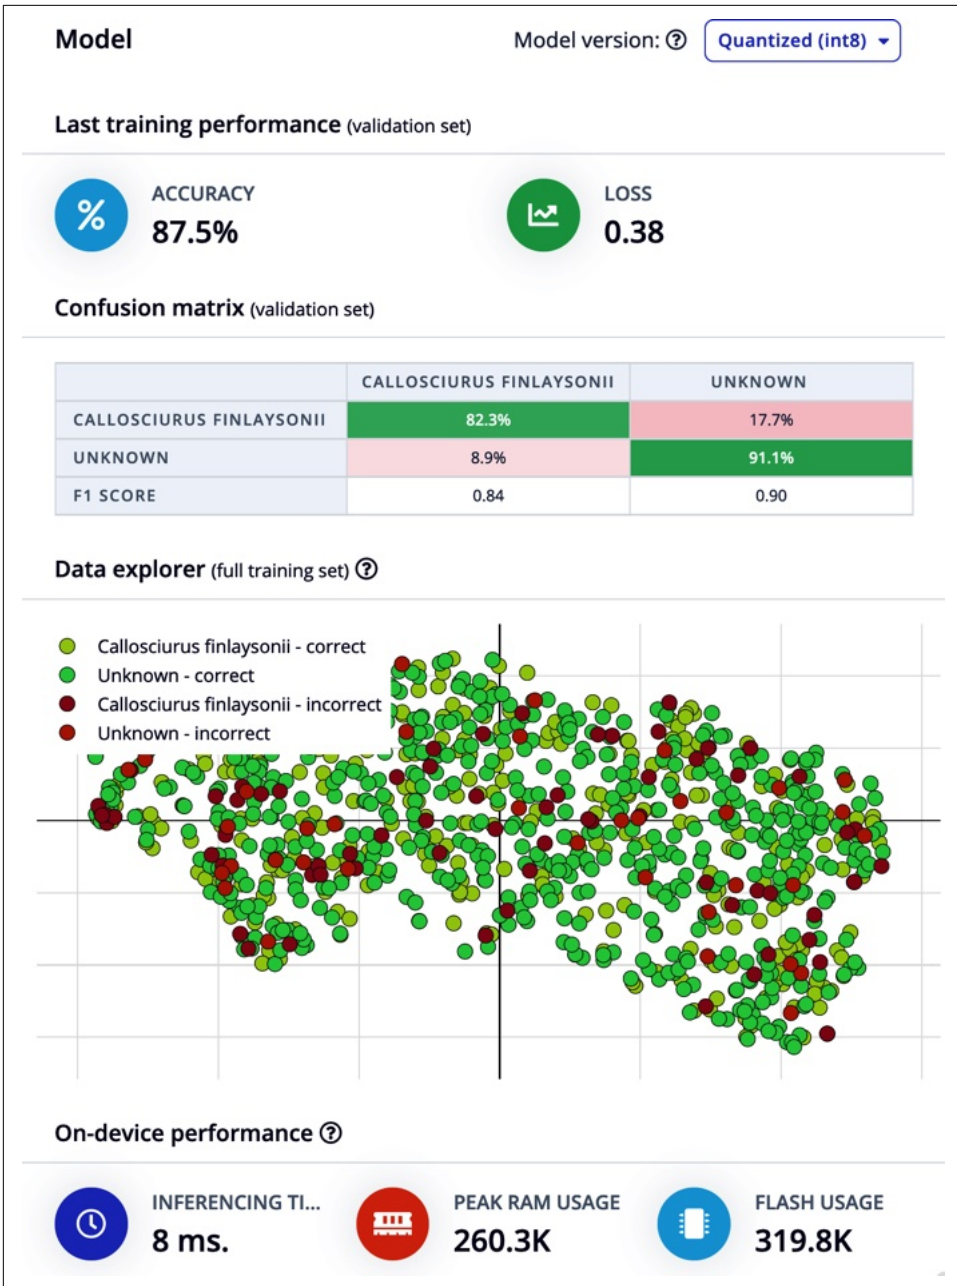 Model
Model version: Quantized (int8)
Last training performance (validation set)
ACCURACY
87.5%
LOSS
0.38
Confusion matrix (validation set)
CALLOSCIURUS FINLAYSONII UNKNOWN
CALLOSCIURUS FINLAYSONII 82.3% 17.7%
UNKNOWN 8.9% 91.1%
F1 SCORE 0.84 0.90
Data explorer (full training set)
Callosciurus finlaysonii - correct
Unknown - correct
Callosciurus finlaysonii - incorrect
Unknown - incorrect
On-device performance
INFERENCING TI...
8 ms.
PEAK RAM USAGE
260.3K
FLASH USAGE
319.8K